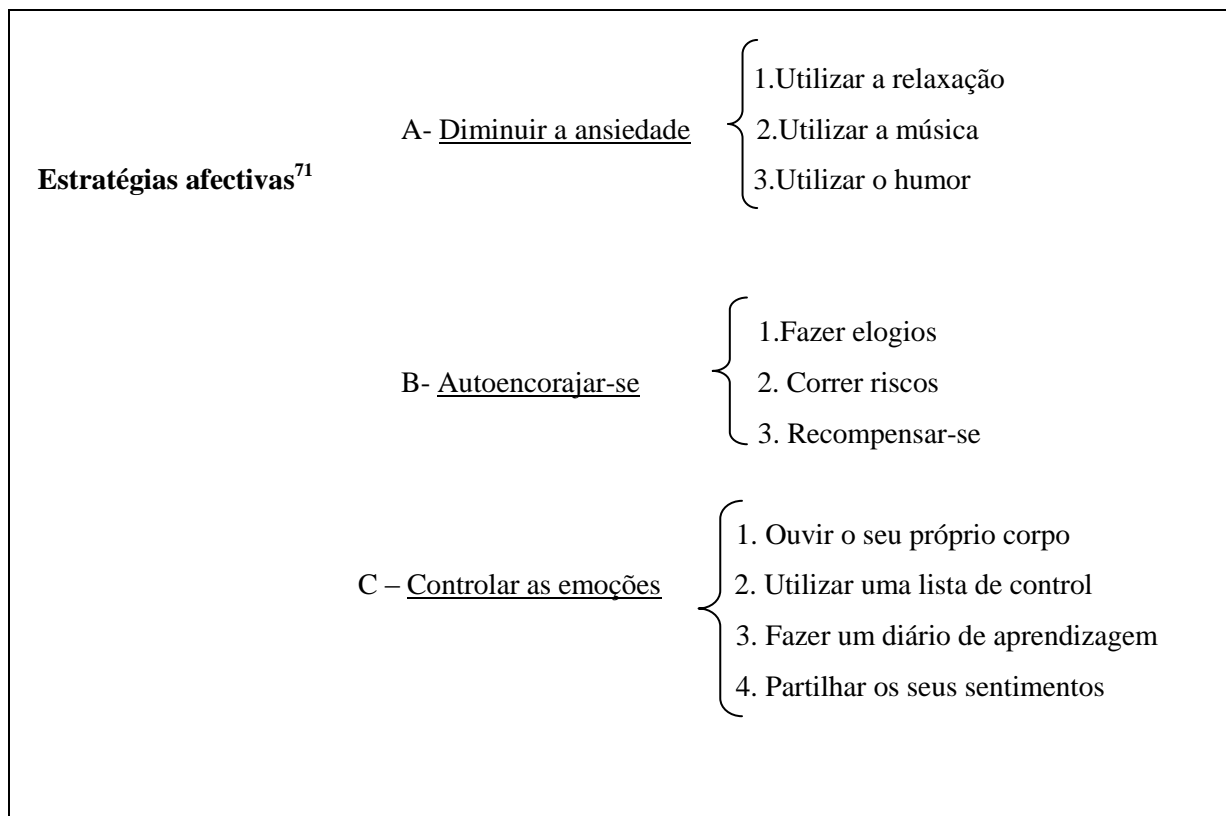 Estratégias afectivas71
A- Diminuir a ansiedade
1.Utilizar a relaxação
2.Utilizar a música
3.Utilizar o humor
B- Autoencorajar-se
1.Fazer elogios
2. Correr riscos
3. Recompensar-se
C – Controlar as emoções
1. Ouvir o seu próprio corpo
2. Utilizar uma lista de control
3. Fazer um diário de aprendizagem
4. Partilhar os seus sentimentos